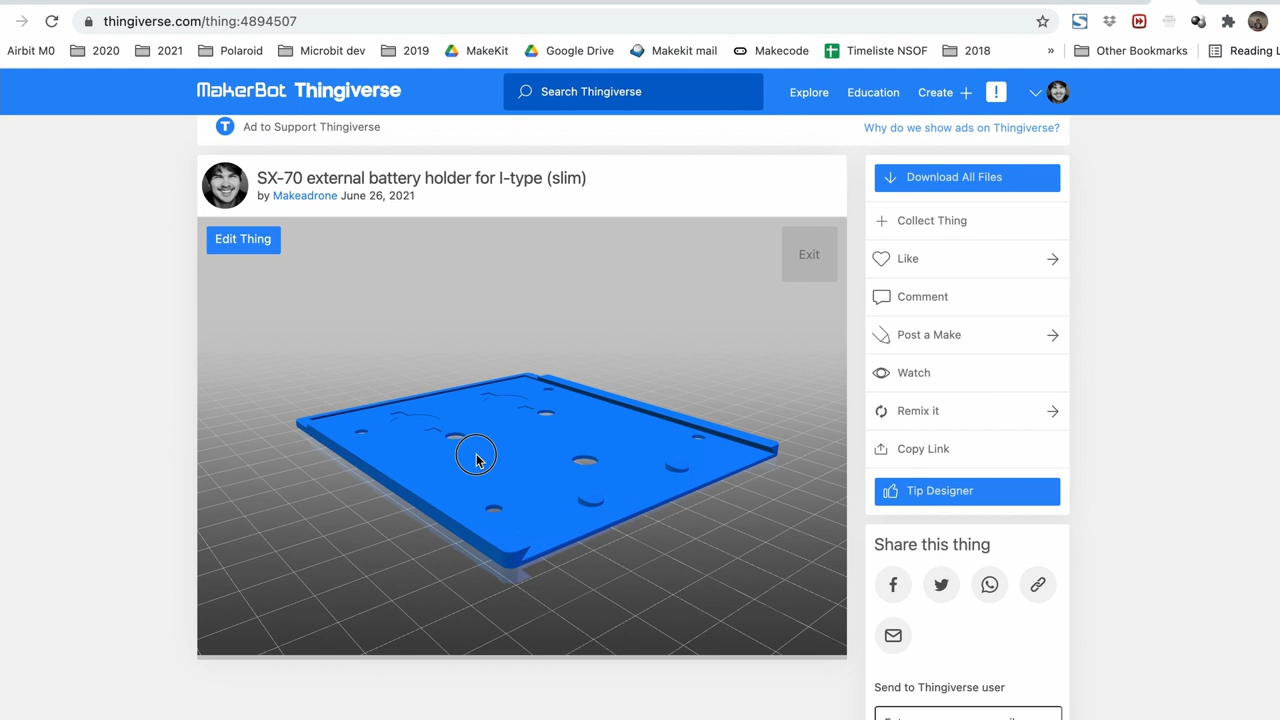 thingiverse.com/thing:4894507
Airbit M0 2020 2021 Polaroid Microbit dev 2019 MakeKit Google Drive Makekit mail Makecode Timeliste NSOF 2018 » Other Bookmarks Reading L
MakerBot Thingiverse Search Thingiverse Explore Education Create + !
T Ad to Support Thingiverse Why do we show ads on Thingiverse?
SX-70 external battery holder for I-type (slim)
by Makeadrone June 26, 2021
Edit Thing
Exit
Download All Files
Collect Thing
Like
Comment
Post a Make
Watch
Remix it
Copy Link
Tip Designer
Share this thing
Send to Thingiverse user